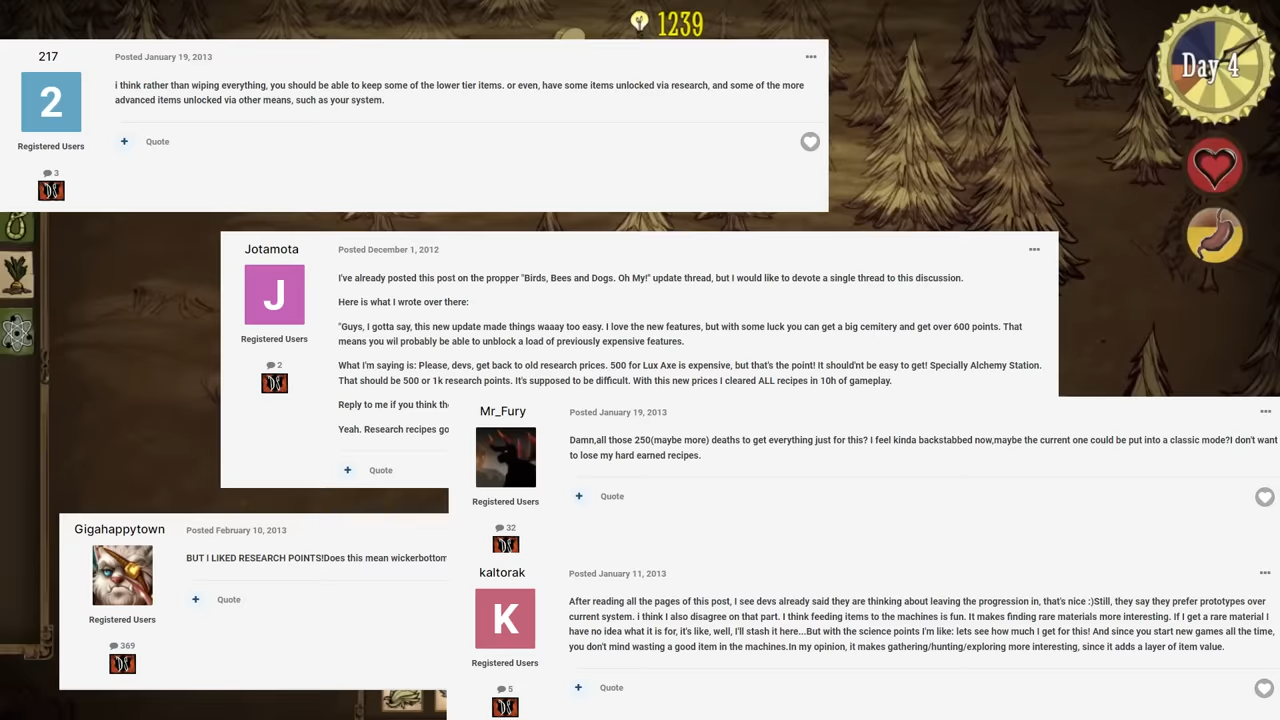 1239
Day 4
217
Posted January 19, 2013
i think rather than wiping everything, you should be able to keep some of the lower tier items. or even, have some items unlocked via research, and some of the more
advanced items unlocked via other means, such as your system.
2
Registered Users
+ Quote
3
Jotamota
Posted December 1, 2012
I've already posted this post on the propper "Birds, Bees and Dogs. Oh My!" update thread, but I would like to devote a single thread to this discussion.
J
Here is what I wrote over there:
"Guys, I gotta say, this new update made things waaay too easy. I love the new features, but with some luck you can get a big cemitery and get over 600 points. That
means you wil probably be able to unblock a load of previously expensive features.
Registered Users
2
What I'm saying is: Please, devs, get back to old research prices. 500 for Lux Axe is expensive, but that's the point! It should'nt be easy to get! Specially Alchemy Station.
That should be 500 or 1k research points. It's supposed to be difficult. With this new prices I cleared ALL recipes in 10h of gameplay.
Reply to me if you think
Yeah. Research recipes
+ Quote
Mr_Fury
Posted January 19, 2013
Damn,all those 250(maybe more) deaths to get everything just for this? I feel kinda backstabbed now,maybe the current one could be put into a classic mode?I don't want
to lose my hard earned recipes.
Registered Users
+ Quote
32
Gigahappytown
Posted February 10, 2013
BUT I LIKED RESEARCH POINTS!Does this mean wickerbottom
+ Quote
Registered Users
369
kaltorak
Posted January 11, 2013
After reading all the pages of this post, I see devs already said they are thinking about leaving the progression in, that's nice :)Still, they say they prefer prototypes over
current system. i think I also disagree on that part. I think feeding items to the machines is fun. It makes finding rare materials more interesting. If I get a rare material I
have no idea what it is for, it's like, well, I'll stash it here...But with the science points I'm like: lets see how much I get for this! And since you start new games all the time,
you don't mind wasting a good item in the machines.In my opinion, it makes gathering/hunting/exploring more interesting, since it adds a layer of item value.
K
Registered Users
+ Quote
5